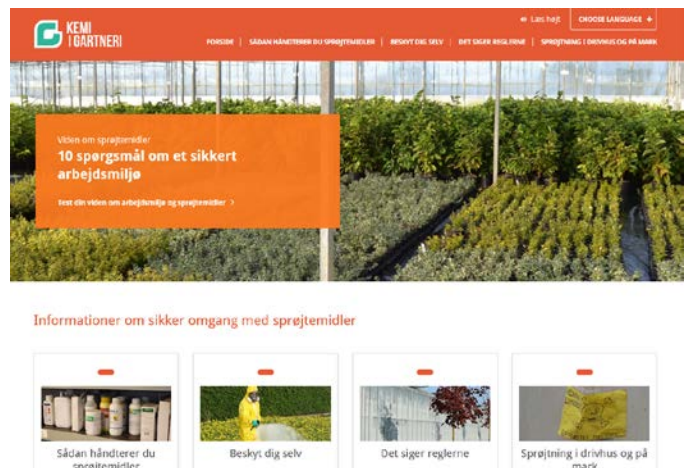 KEMI
I GARTNERI
Læs højt
CHOOSE LANGUAGE +
FORSIDE | SÅDAN HÅNDTERER DU SPRØJTEMIDLER | BESKYT DIG SELV | DET SIGER REGLERNE | SPRØJTNING I DRIVHUS OG PÅ MARK
Viden om sprøjtemidler
10 spørgsmål om et sikkert
arbejdsmiljø
Test din viden om arbejdsmiljø og sprøjtemidler >
Informationer om sikker omgang med sprøjtemidler
Sådan håndterer du
sprøjtemidler
Beskyt dig selv
Det siger reglerne
Sprøjtning i drivhus og på
mark